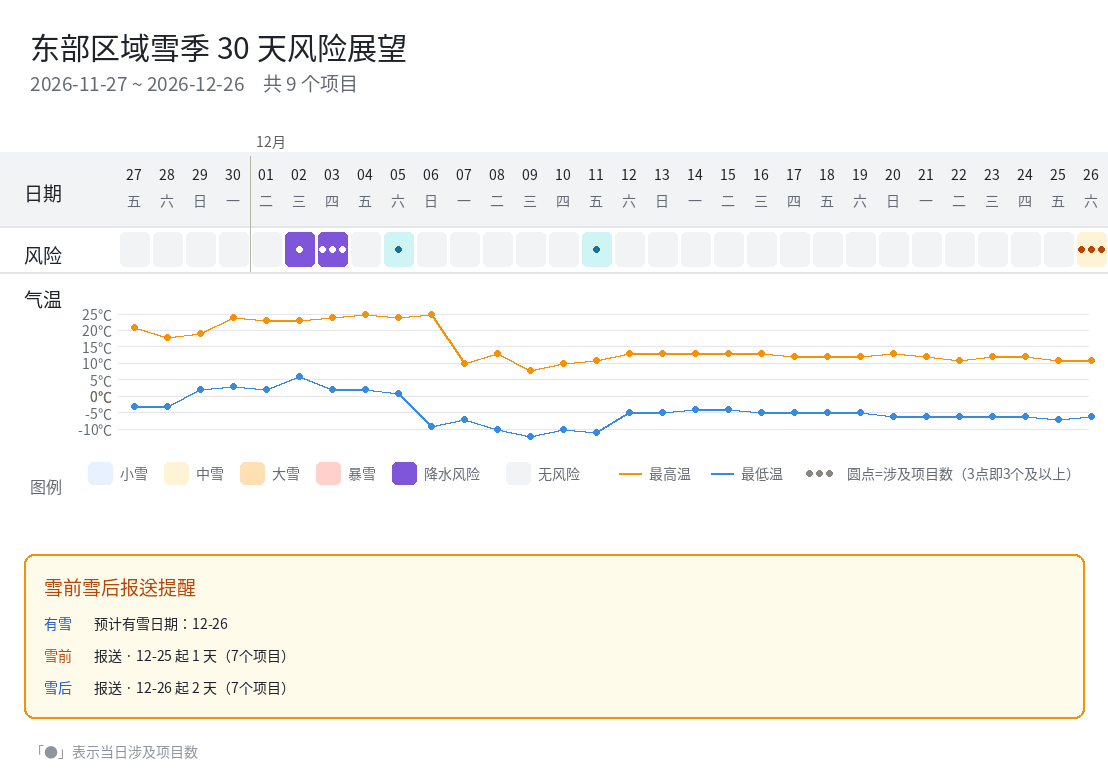 东部区域雪季 30 天风险展望
2026-11-27 ~ 2026-12-26 共 9 个项目
12月
日期
27 28 29 30 01 02 03 04 05 06 07 08 09 10 11 12 13 14 15 16 17 18 19 20 21 22 23 24 25 26
五 六 日 一 二 三 四 五 六 日 一 二 三 四 五 六 日 一 二 三 四 五 六 日 一 二 三 四 五 六
风险
气温
25°C
20°C
15°C
10°C
5°C
0°C
-5°C
-10°C
图例
小雪 中雪 大雪 暴雪 降水风险 无风险 最高温 最低温 圆点=涉及项目数（3点即3个及以上）
雪前雪后报送提醒
有雪 预计有雪日期：12-26
雪前 报送 · 12-25 起 1 天（7个项目）
雪后 报送 · 12-26 起 2 天（7个项目）
「●」表示当日涉及项目数